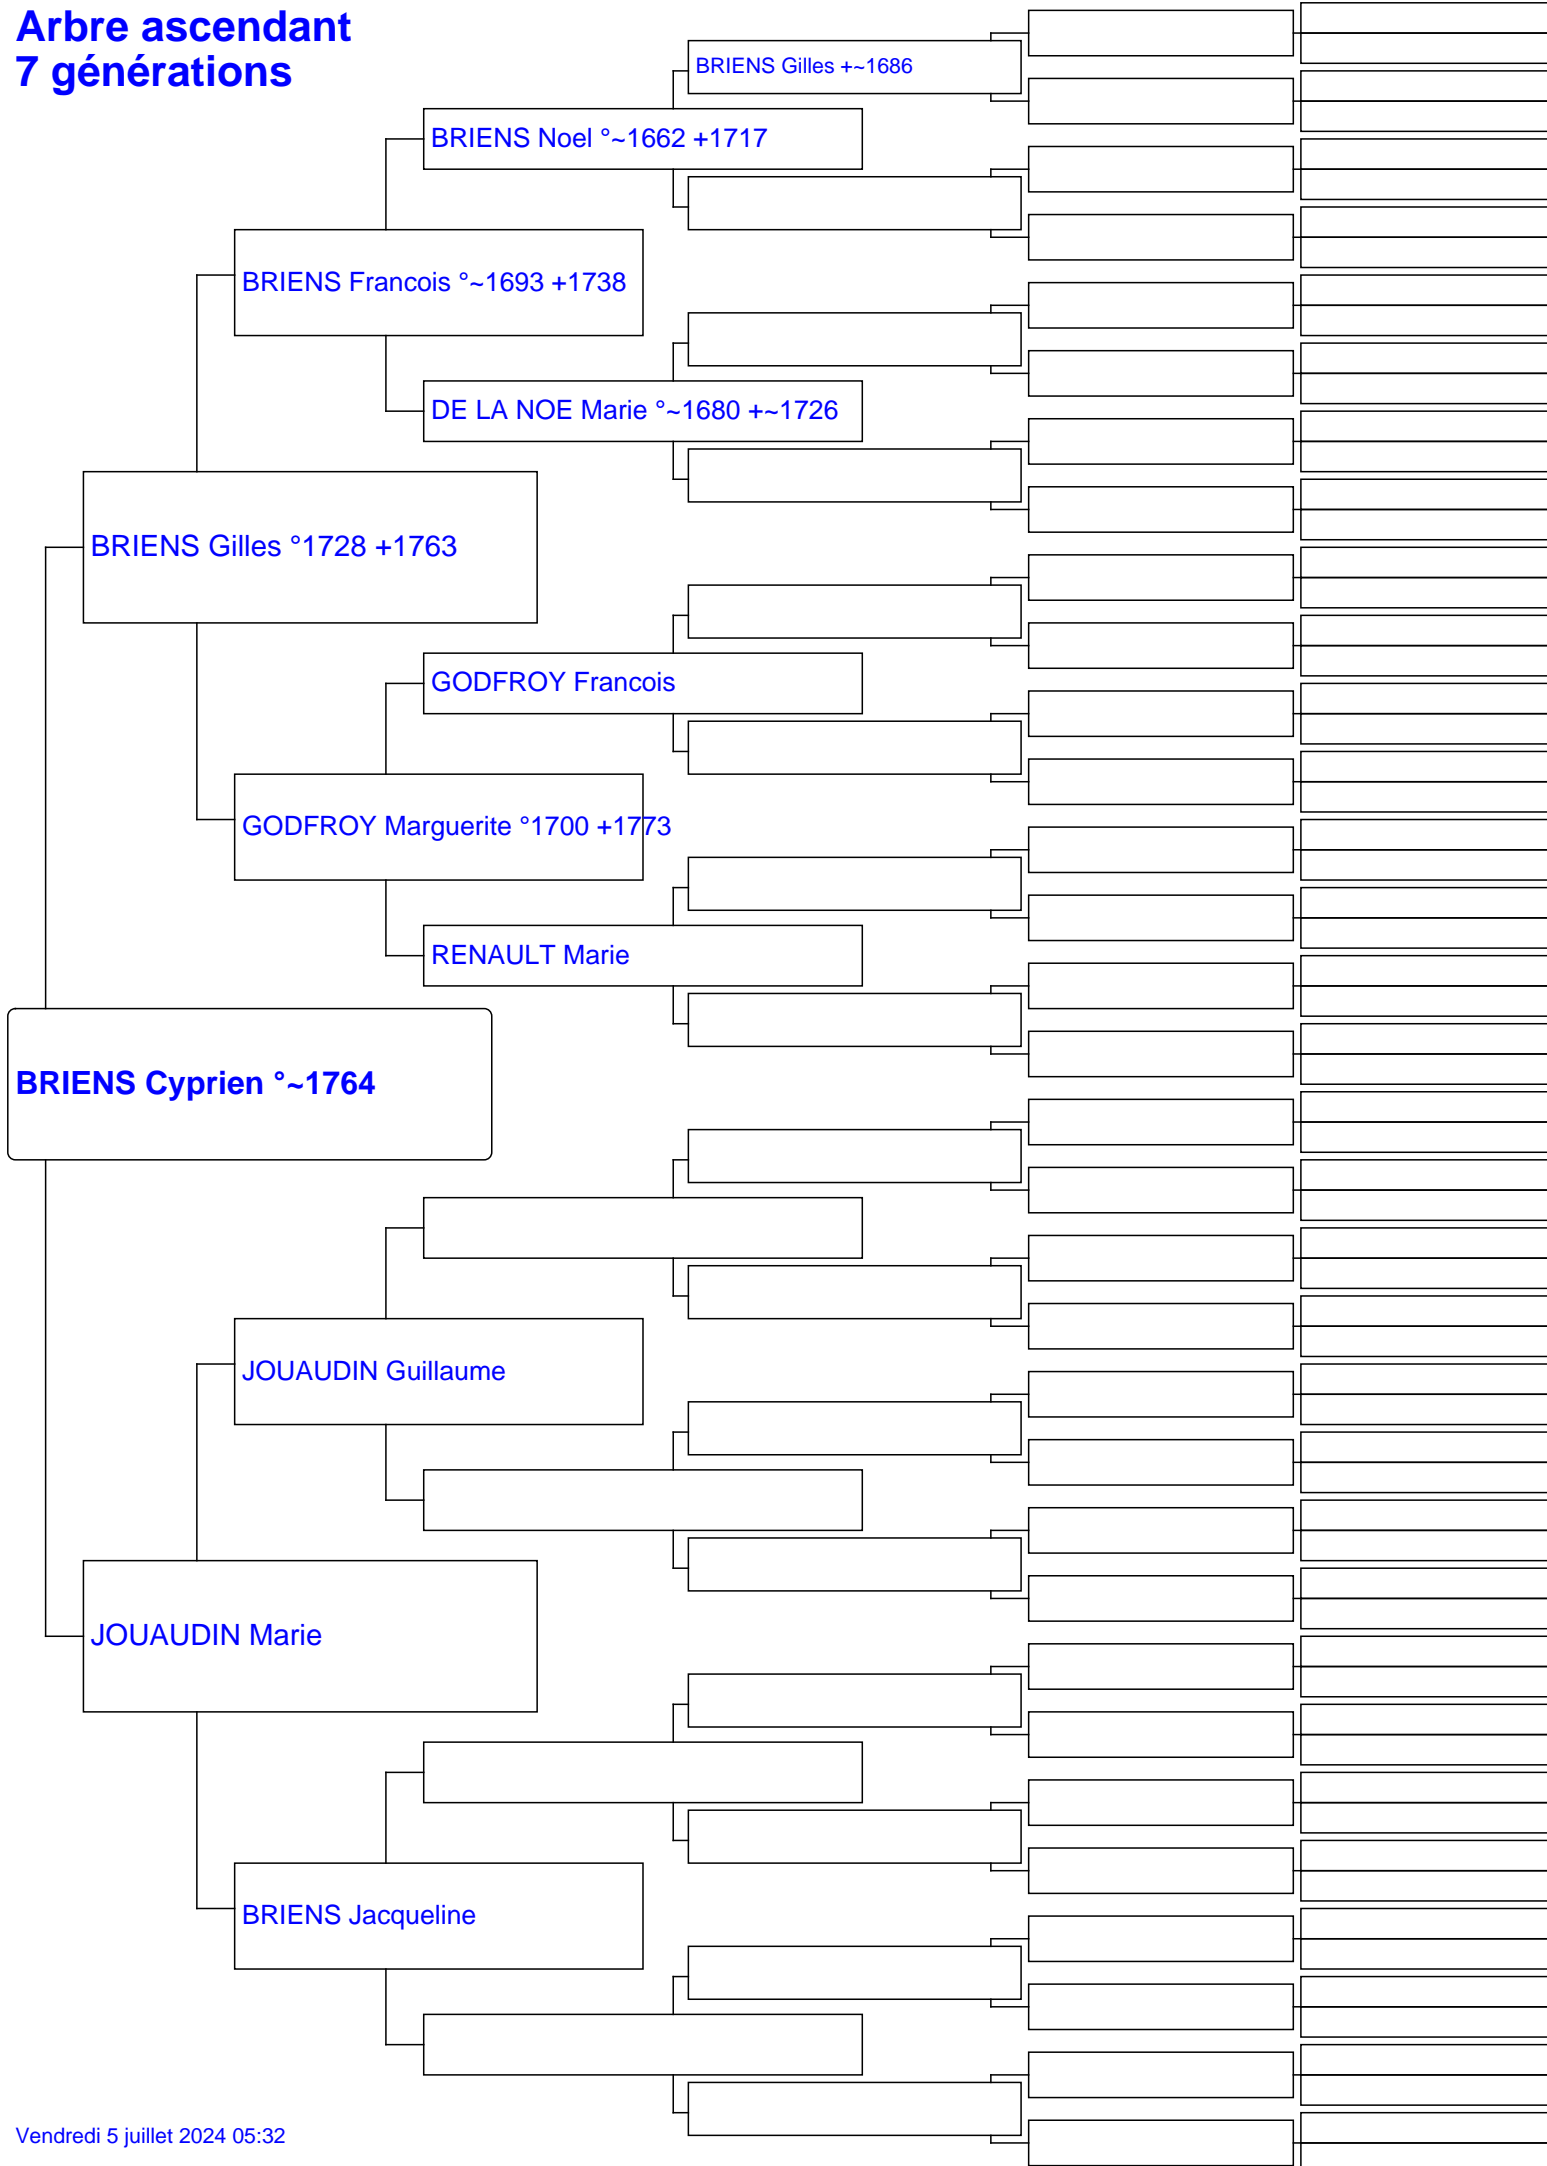 Arbre ascendant
7 générations
BRIENS Gilles +~1686
BRIENS Noel °~1662 +1717
BRIENS Francois °~1693 +1738
DE LA NOE Marie °~1680 +~1726
BRIENS Gilles °1728 +1763
GODFROY Francois
GODFROY Marguerite °1700 +1773
RENAULT Marie
BRIENS Cyprien °~1764
JOUAUDIN Guillaume
JOUAUDIN Marie
BRIENS Jacqueline
Vendredi 5 juillet 2024 05:32